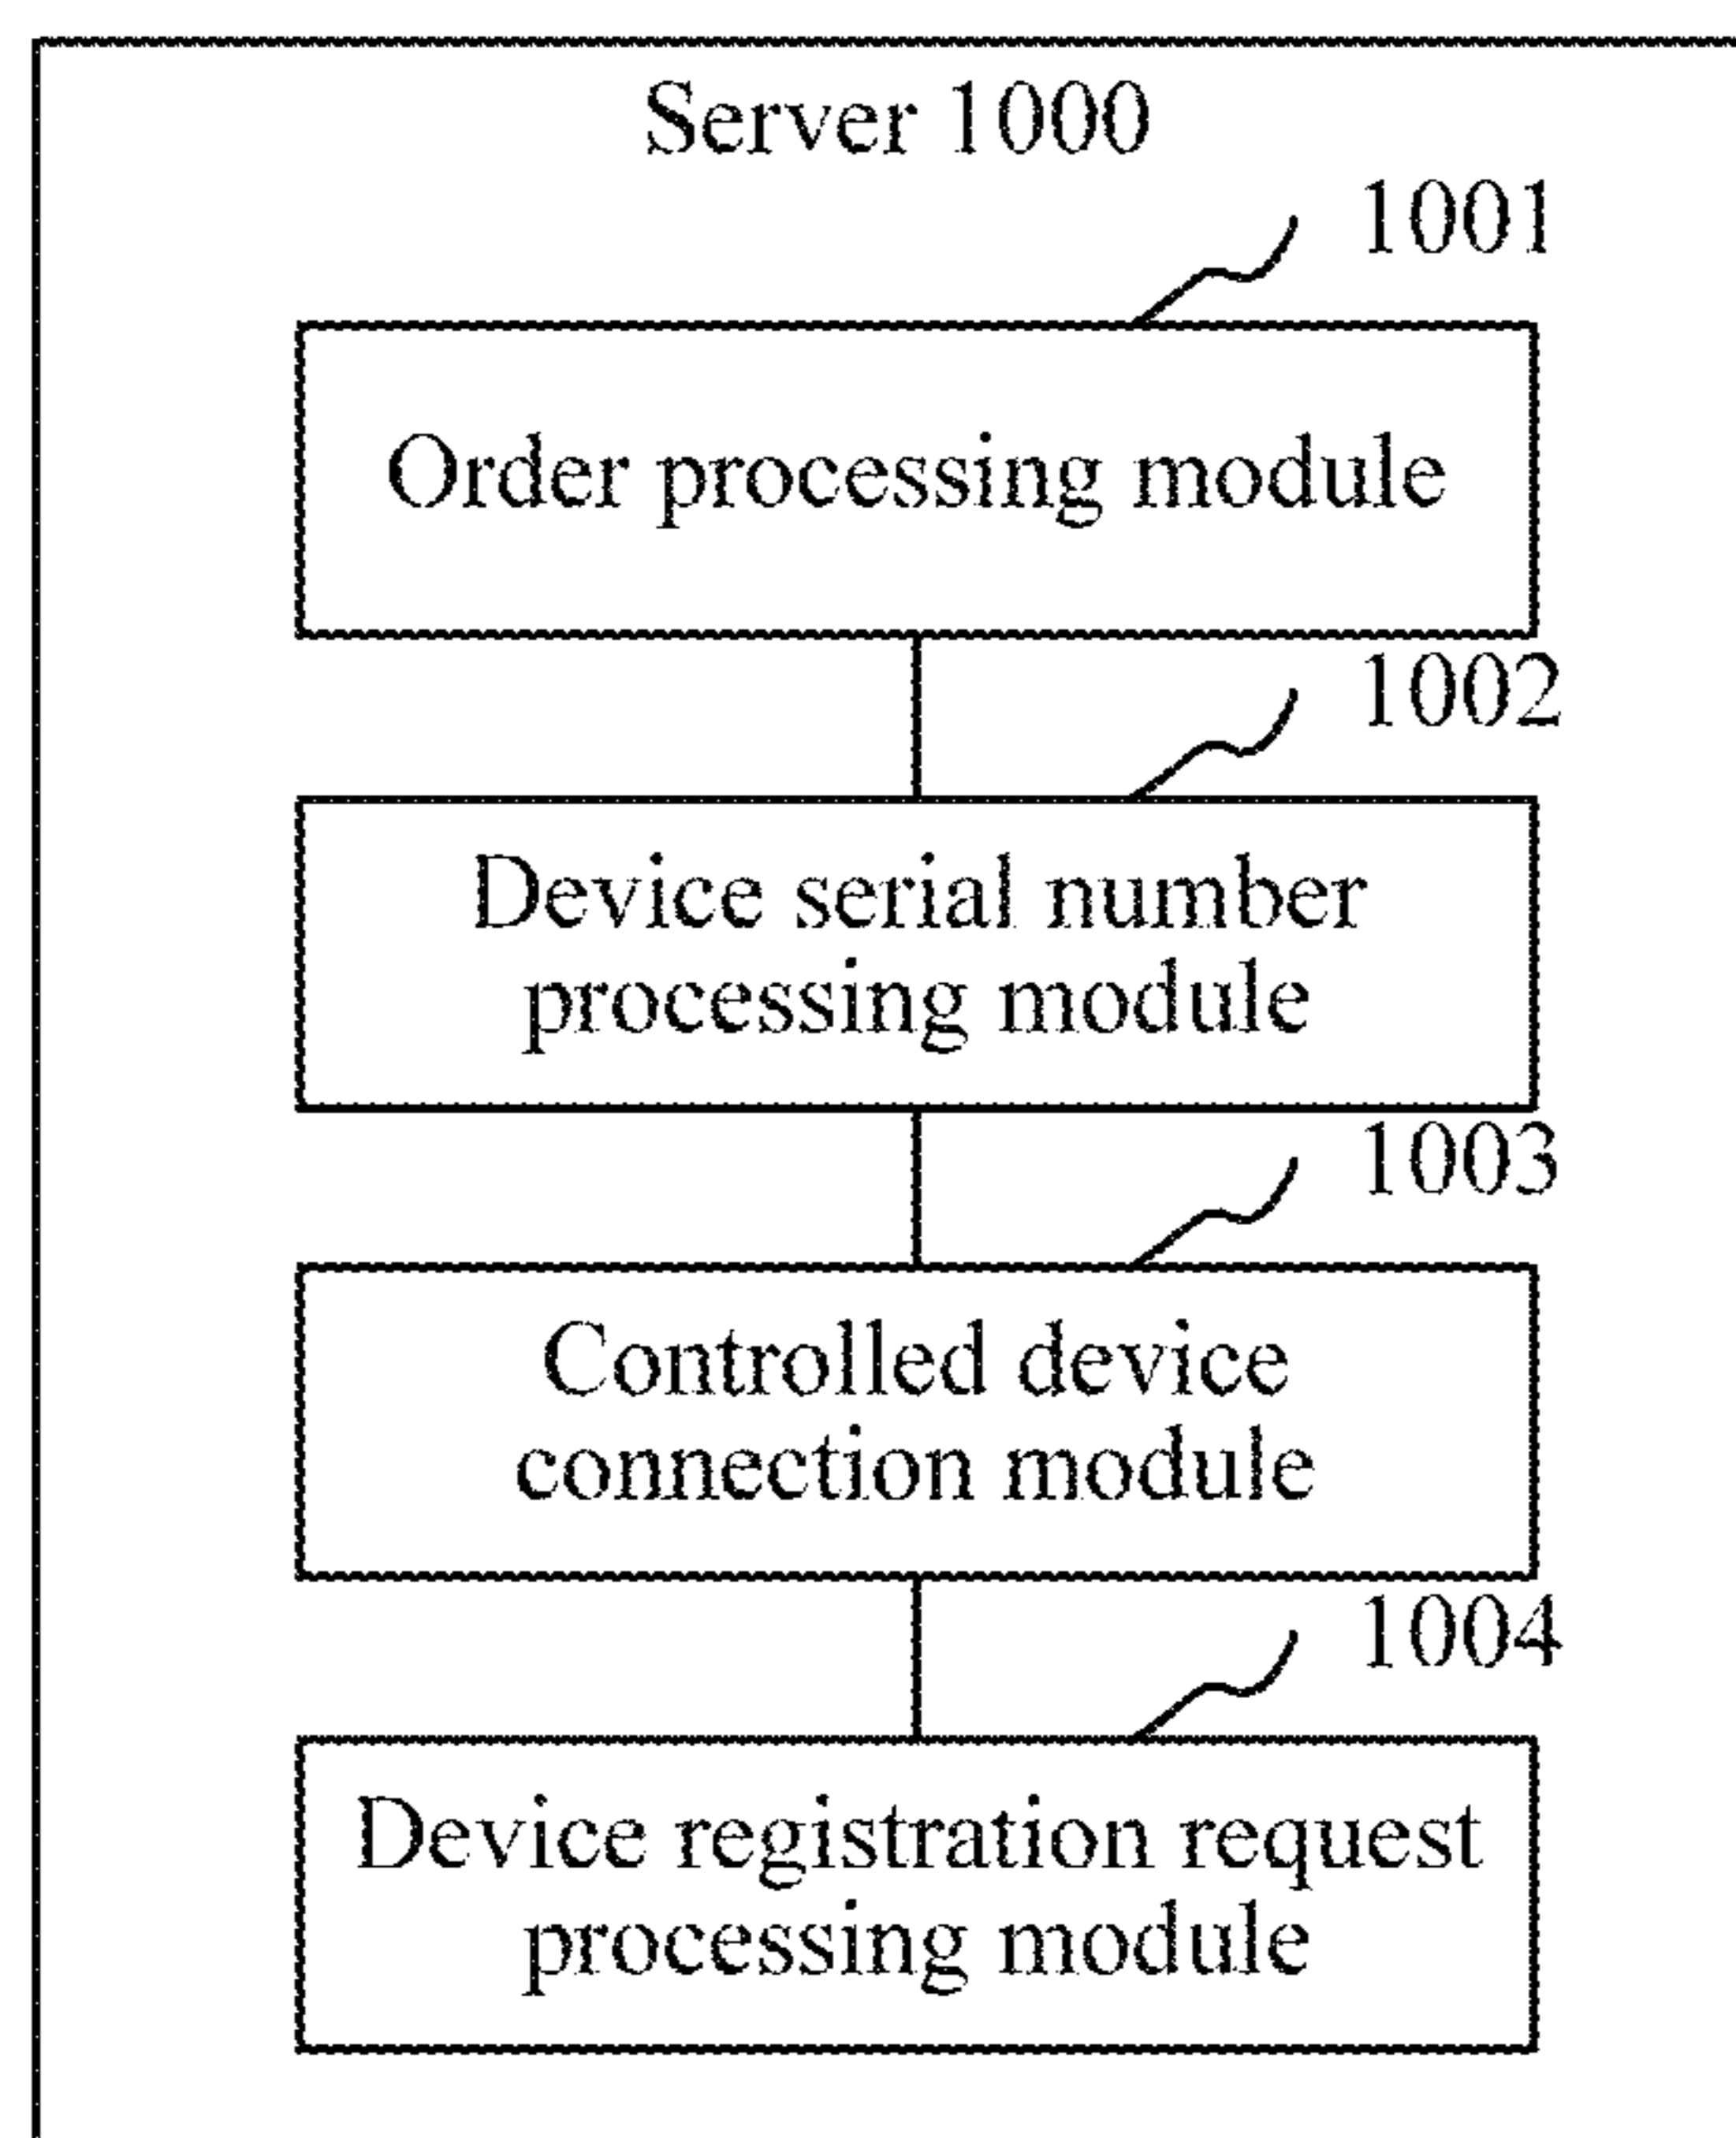 Server 1000
1001
Order processing module
1002
Device serial number
processing module
1003
Controlled device
connection module
1004
Device registration request
processing module